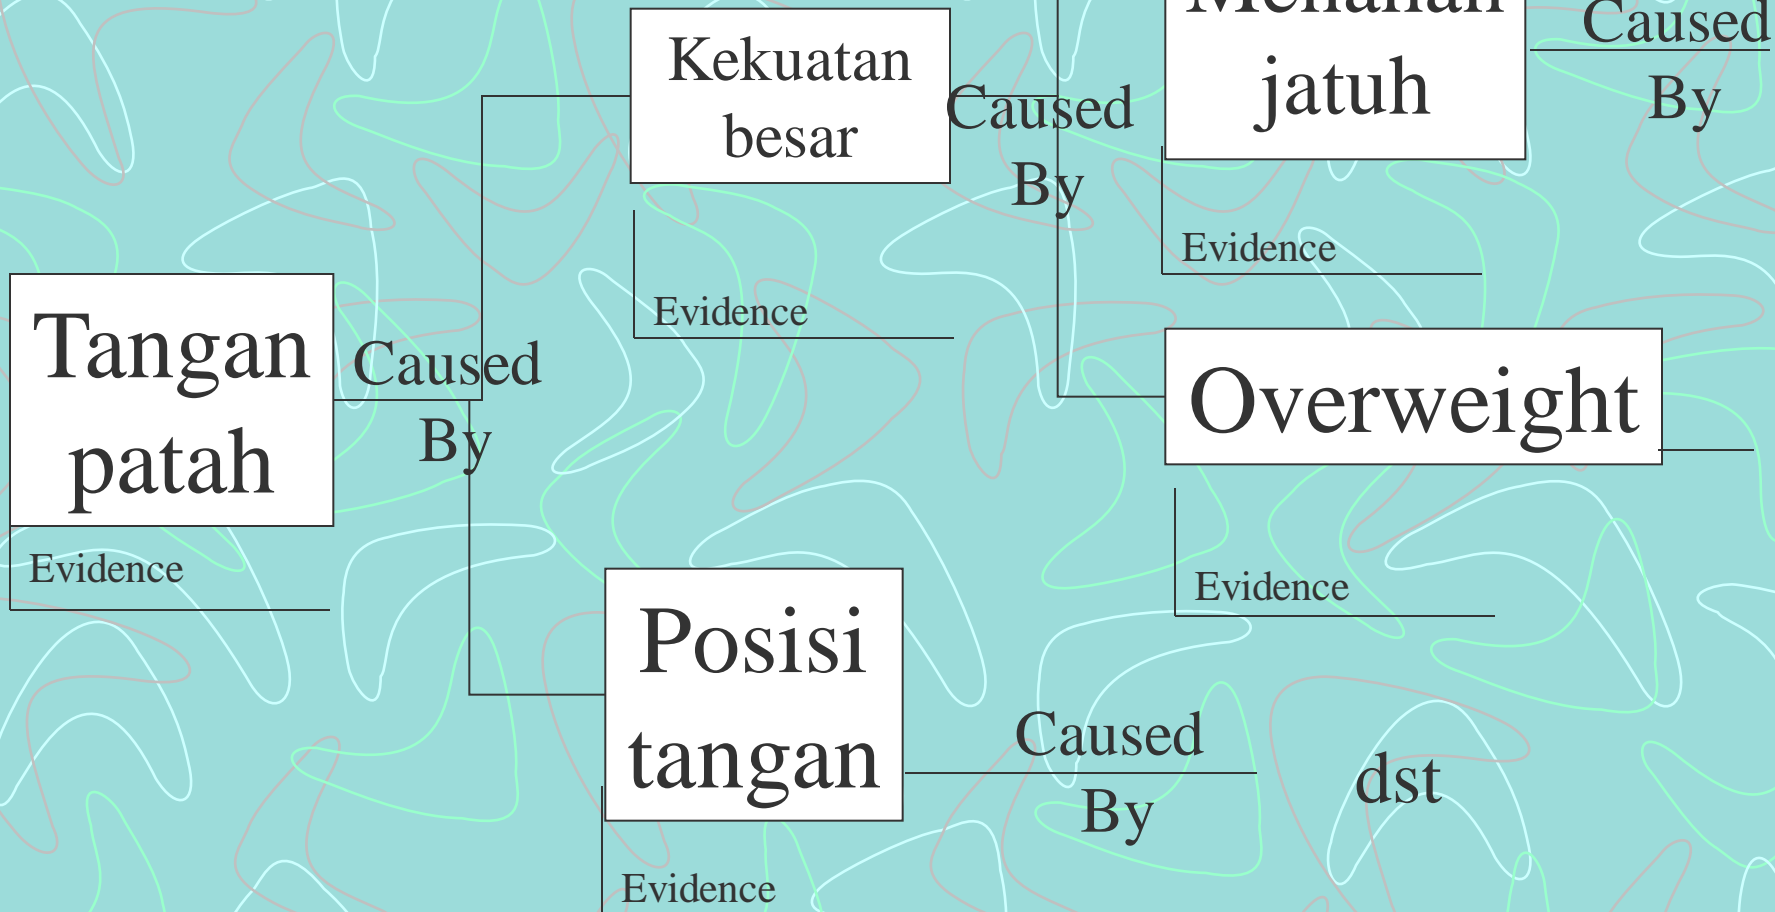 Kekuatan
besar
Caused
By
Menahan
jatuh
Caused
By
Evidence
Evidence
Tangan
patah
Caused
By
Evidence
Overweight
Evidence
Posisi
tangan
Caused
By
dst
Evidence